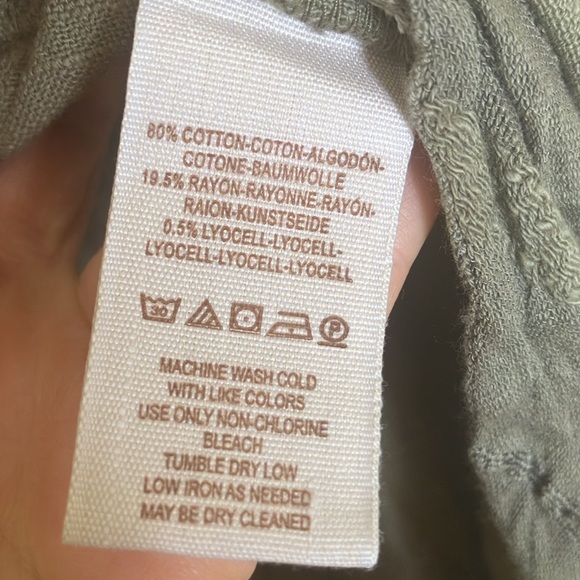 80% COTTON-COTON-ALGODÓN-
COTONE-BAUMWOLLE
19.5% RAYON-RAYONNE-RAYÓN-
RAION-KUNSTSEIDE
0.5% LYOCELL-LYOCELL-
LYOCELL-LYOCELL-LYOCELL
30 P
MACHINE WASH COLD
WITH LIKE COLORS
USE ONLY NON-CHLORINE
BLEACH
TUMBLE DRY LOW
LOW IRON AS NEEDED
MAY BE DRY CLEANED